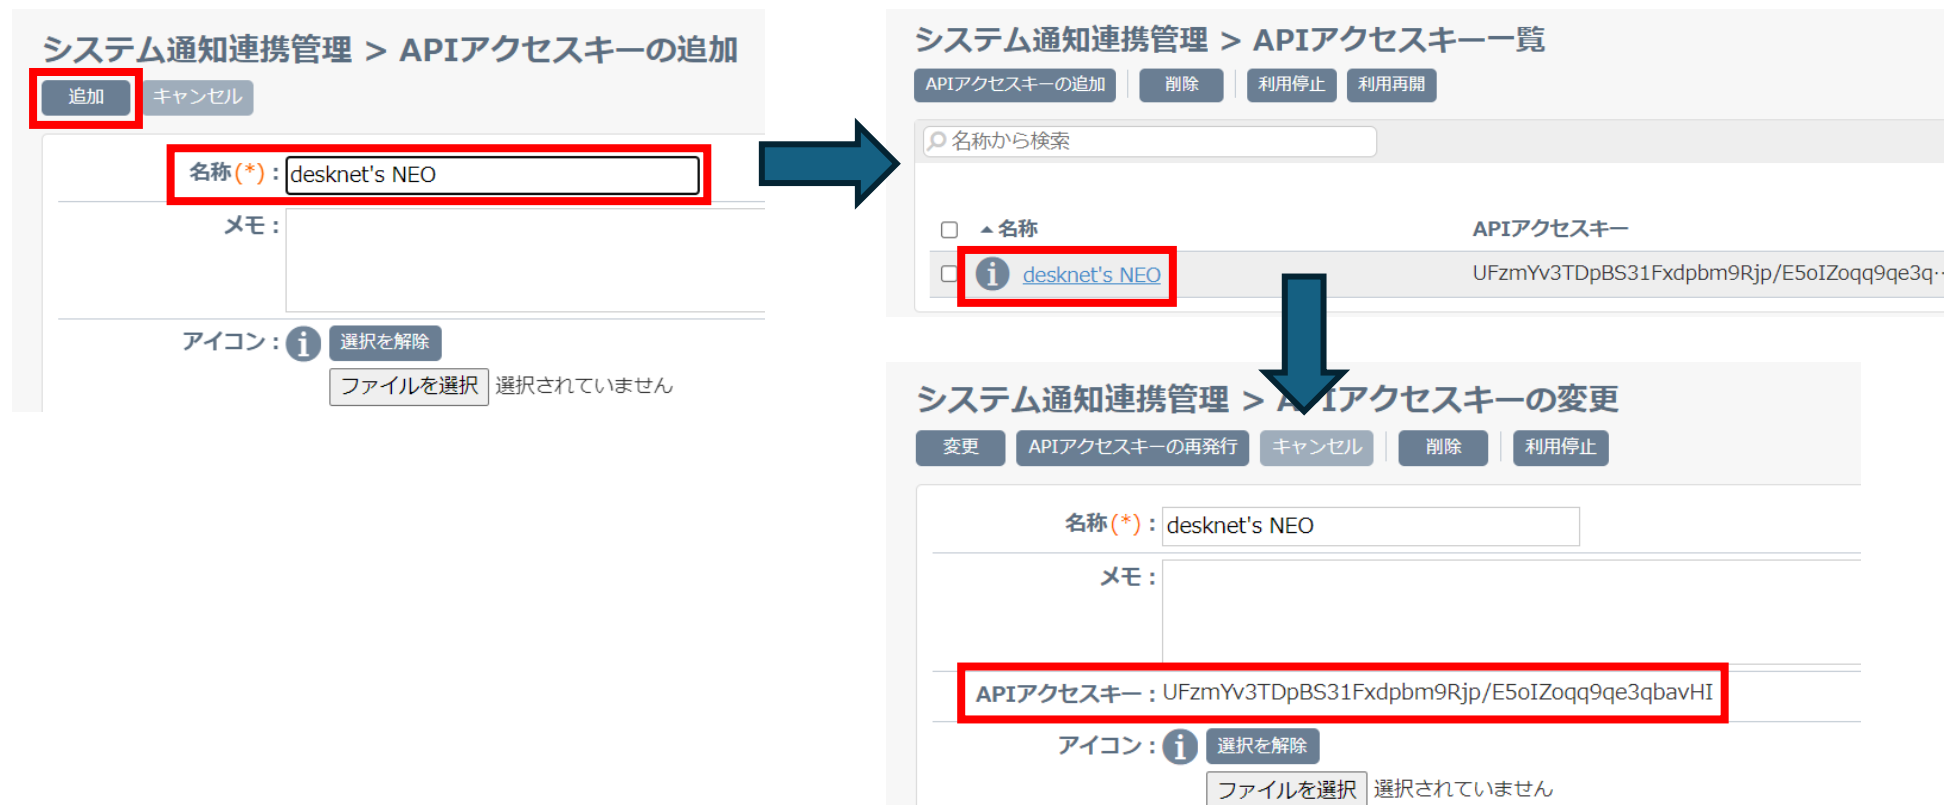 システム通知連携管理 > APIアクセスキーの追加
追加 キャンセル
名称(*) : desknet's NEO
メモ :
アイコン : 選択を解除
ファイルを選択 選択されていません
システム通知連携管理 > APIアクセスキー一覧
APIアクセスキーの追加 削除 利用停止 利用再開
名称から検索
名称 APIアクセスキー
desknet's NEO UFzmYv3TDpBS31Fxdpbm9Rjp/E5oIZoqq9qe3q…
システム通知連携管理 > APIアクセスキーの変更
変更 APIアクセスキーの再発行 キャンセル 削除 利用停止
名称(*) : desknet's NEO
メモ :
APIアクセスキー : UFzmYv3TDpBS31Fxdpbm9Rjp/E5oIZoqq9qe3qbavHI
アイコン : 選択を解除
ファイルを選択 選択されていません